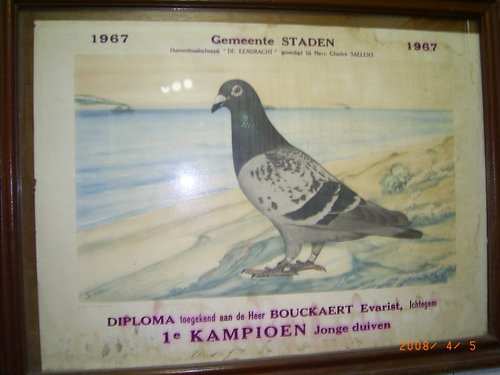 1967
Gemeente STADEN
1967
Duivenmaatschappij "DE EENDRACHT" gevestigd bij Mevr. Charles SAELENS
DIPLOMA toegekend aan de Heer BOUCKAERT Evarist, Ichtegem
1e KAMPIOEN Jonge duiven
2008/ 4/ 5